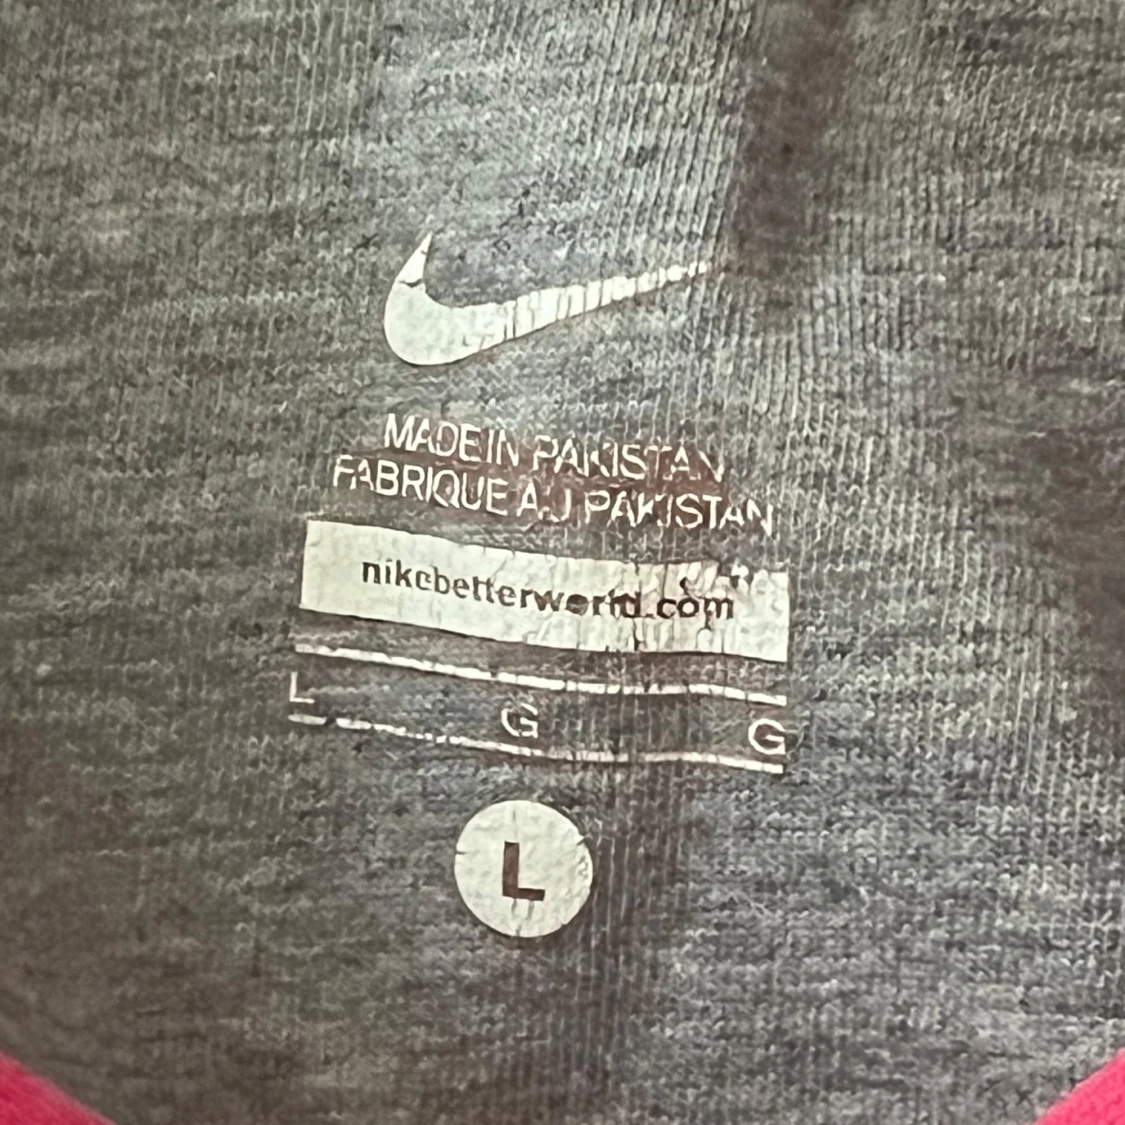 MADE IN PAKISTAN
FABRIQUE AU PAKISTAN
nikebetterworld.com
L G G
L